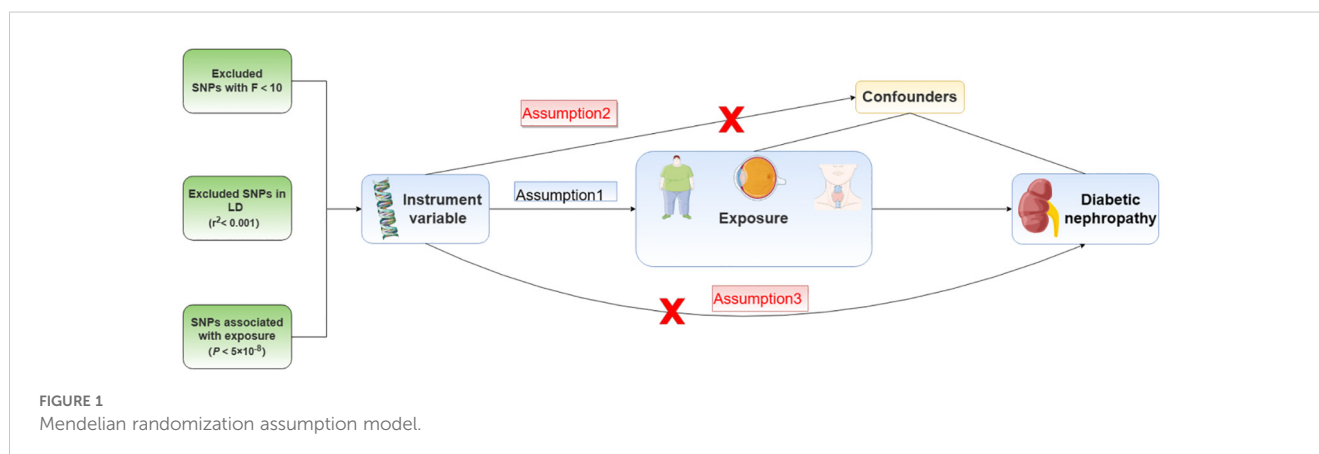 Excluded
SNPs with F < 10
Excluded SNPs in
LD
(r²< 0.001)
SNPs associated
with exposure
(P < 5×10⁻⁸)
Instrument
variable
Assumption2
Assumption1
Assumption3
Confounders
Exposure
Diabetic
nephropathy
FIGURE 1
Mendelian randomization assumption model.